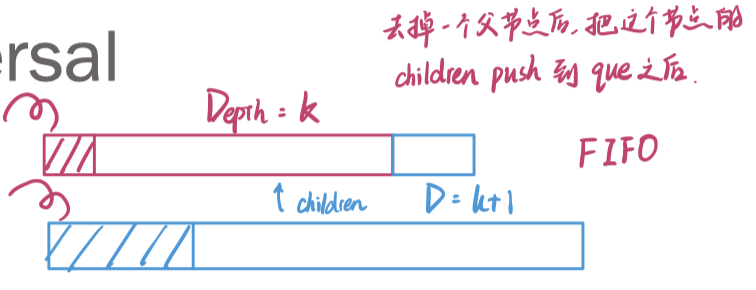 ersal
去掉一个父节点后，把这个节点的
children push 到 que 之后.
Depth = k
FIFO
children
D = k+1